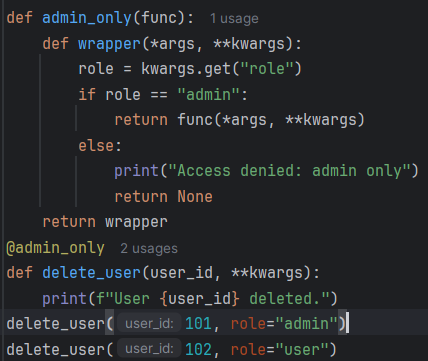 def admin_only(func):  1 usage
    def wrapper(*args, **kwargs):
        role = kwargs.get("role")
        if role == "admin":
            return func(*args, **kwargs)
        else:
            print("Access denied: admin only")
            return None
    return wrapper
@admin_only  2 usages
def delete_user(user_id, **kwargs):
    print(f"User {user_id} deleted.")
delete_user( user_id: 101, role="admin")
delete_user( user_id: 102, role="user")